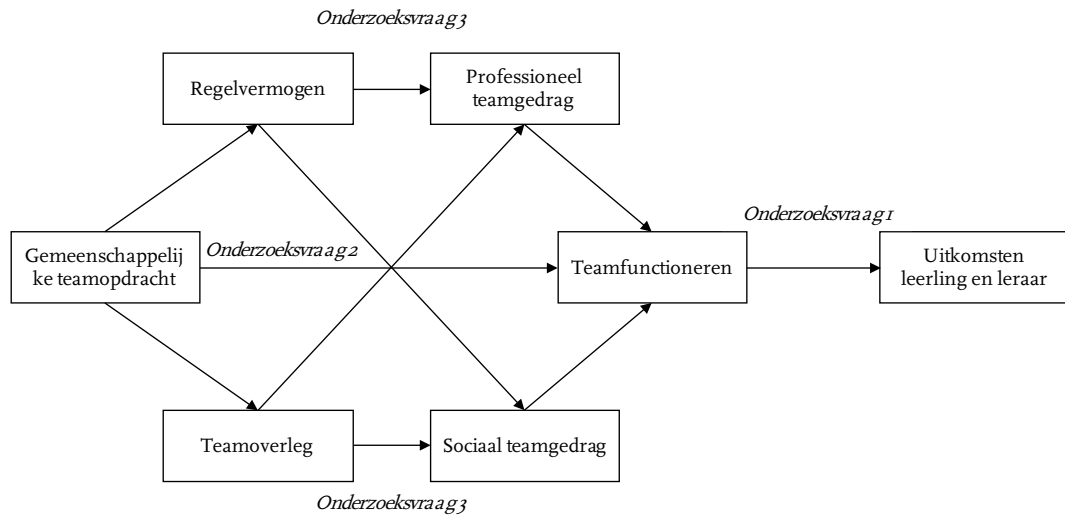 Onderzoeksvraag 3
Regelvermogen
Professioneel
teamgedrag
Onderzoeksvraag 1
Gemeenschappelij
ke teamopdracht
Onderzoeksvraag 2
Teamfunctioneren
Uitkomsten
leerling en leraar
Teamoverleg
Sociaal teamgedrag
Onderzoeksvraag 3